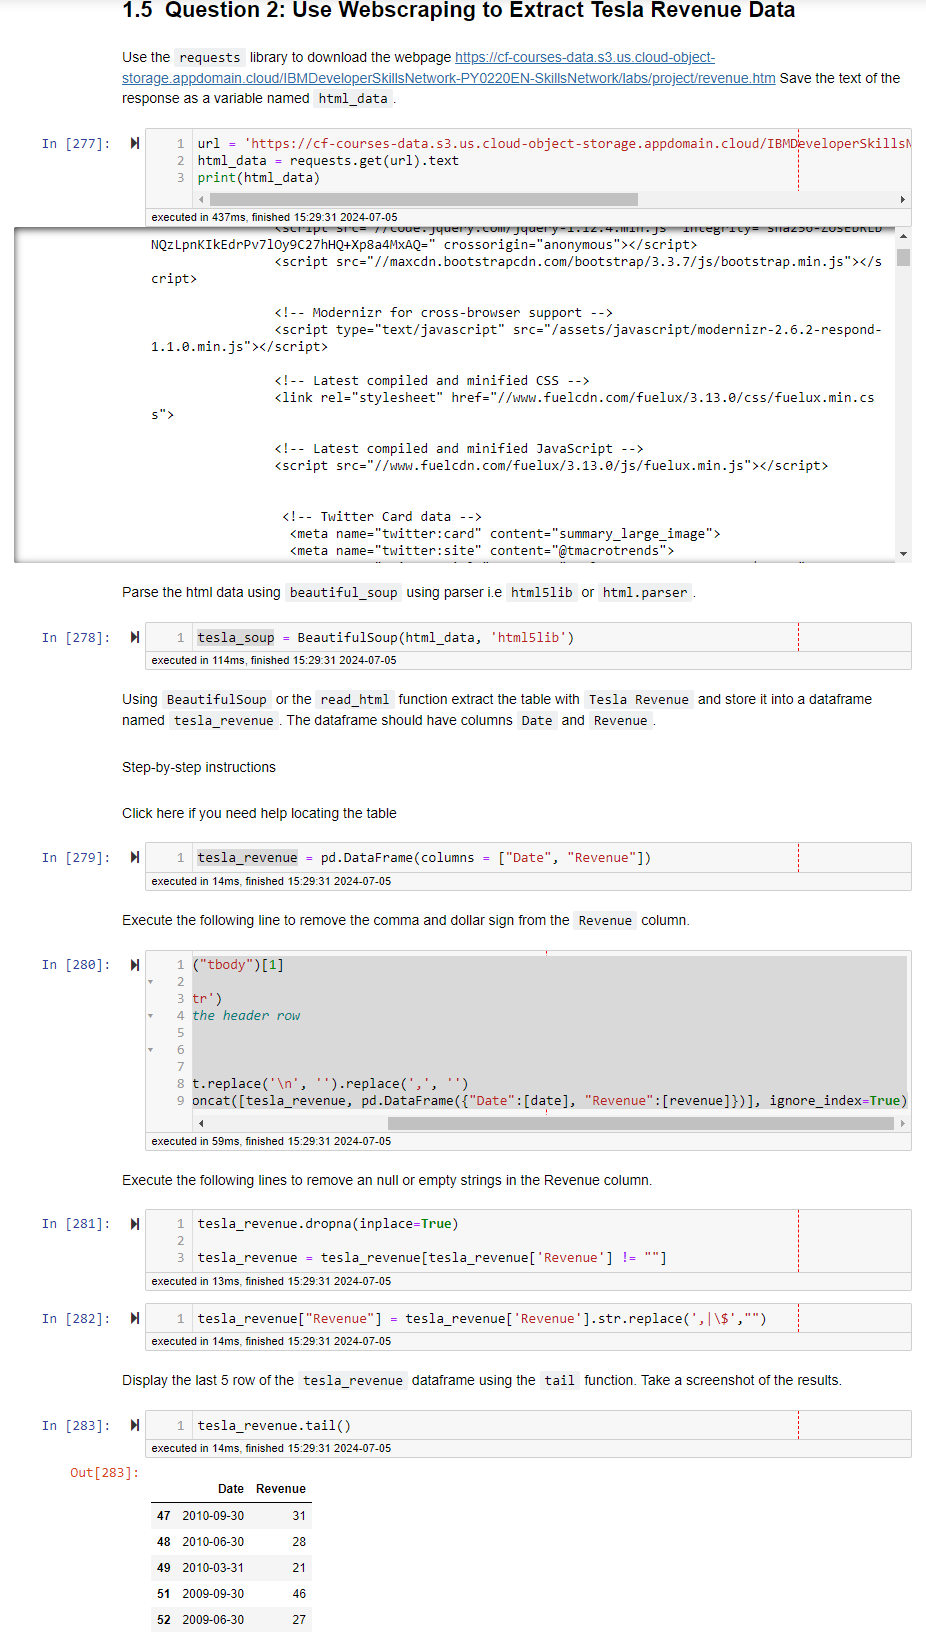 1.5 Question 2: Use Webscraping to Extract Tesla Revenue Data
Use the requests library to download the webpage https://cf-courses-data.s3.us.cloud-object-
storage.appdomain.cloud/IBMDeveloperSkillsNetwork-PY0220EN-SkillsNetwork/labs/project/revenue.htm Save the text of the
response as a variable named html_data .
In [277]:
1 url = 'https://cf-courses-data.s3.us.cloud-object-storage.appdomain.cloud/IBMDeveloperSkillsN
2 html_data = requests.get(url).text
3 print(html_data)
executed in 437ms, finished 15:29:31 2024-07-05
<script src="//code.jquery.com/jquery-1.12.4.min.js" integrity="sha256-ZosEbRLb
NQzLpnKIkEdrPv7lOy9C27hHQ+Xp8a4MxAQ=" crossorigin="anonymous"></script>
<script src="//maxcdn.bootstrapcdn.com/bootstrap/3.3.7/js/bootstrap.min.js"></s
cript>
<!-- Modernizr for cross-browser support -->
<script type="text/javascript" src="/assets/javascript/modernizr-2.6.2-respond-
1.1.0.min.js"></script>
<!-- Latest compiled and minified CSS -->
<link rel="stylesheet" href="//www.fuelcdn.com/fuelux/3.13.0/css/fuelux.min.cs
s">
<!-- Latest compiled and minified JavaScript -->
<script src="//www.fuelcdn.com/fuelux/3.13.0/js/fuelux.min.js"></script>
<!-- Twitter Card data -->
<meta name="twitter:card" content="summary_large_image">
<meta name="twitter:site" content="@tmacrotrends">
Parse the html data using beautiful_soup using parser i.e html5lib or html.parser .
In [278]:
1 tesla_soup = BeautifulSoup(html_data, 'html5lib')
executed in 114ms, finished 15:29:31 2024-07-05
Using BeautifulSoup or the read_html function extract the table with Tesla Revenue and store it into a dataframe
named tesla_revenue . The dataframe should have columns Date and Revenue .
Step-by-step instructions
Click here if you need help locating the table
In [279]:
1 tesla_revenue = pd.DataFrame(columns = ["Date", "Revenue"])
executed in 14ms, finished 15:29:31 2024-07-05
Execute the following line to remove the comma and dollar sign from the Revenue column.
In [280]:
1 ("tbody")[1]
2
3 tr')
4 the header row
5
6
7
8 t.replace('\n', '').replace(',', '')
9 oncat([tesla_revenue, pd.DataFrame({"Date":[date], "Revenue":[revenue]})], ignore_index=True)
executed in 59ms, finished 15:29:31 2024-07-05
Execute the following lines to remove an null or empty strings in the Revenue column.
In [281]:
1 tesla_revenue.dropna(inplace=True)
2
3 tesla_revenue = tesla_revenue[tesla_revenue['Revenue'] != ""]
executed in 13ms, finished 15:29:31 2024-07-05
In [282]:
1 tesla_revenue["Revenue"] = tesla_revenue['Revenue'].str.replace(',|\$',"")
executed in 14ms, finished 15:29:31 2024-07-05
Display the last 5 row of the tesla_revenue dataframe using the tail function. Take a screenshot of the results.
In [283]:
1 tesla_revenue.tail()
executed in 14ms, finished 15:29:31 2024-07-05
Out[283]:
Date Revenue
47 2010-09-30 31
48 2010-06-30 28
49 2010-03-31 21
51 2009-09-30 46
52 2009-06-30 27